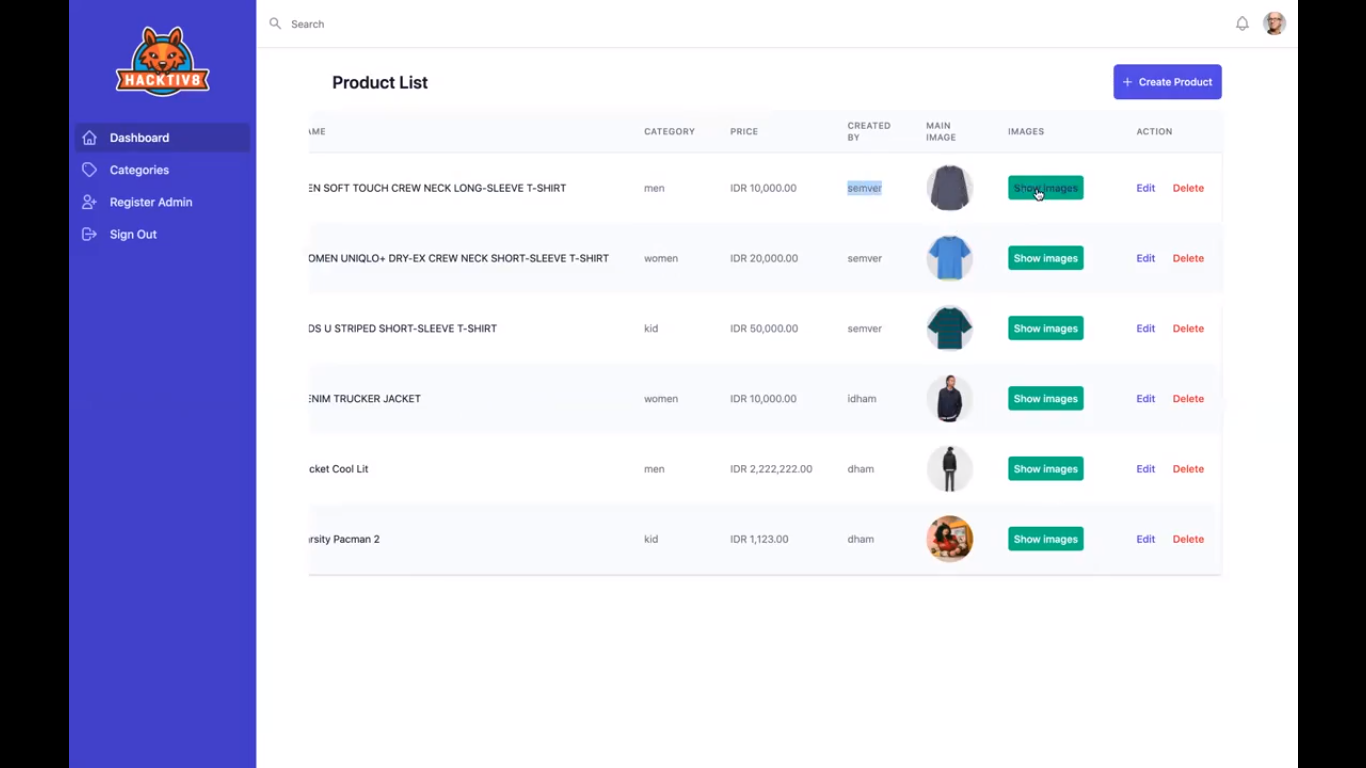 HACKTIV8
Dashboard
Categories
Register Admin
Sign Out
Search
Product List
+ Create Product
AME CATEGORY PRICE CREATED BY MAIN IMAGE IMAGES ACTION
EN SOFT TOUCH CREW NECK LONG-SLEEVE T-SHIRT men IDR 10,000.00 semver Show images Edit Delete
OMEN UNIQLO+ DRY-EX CREW NECK SHORT-SLEEVE T-SHIRT women IDR 20,000.00 semver Show images Edit Delete
DS U STRIPED SHORT-SLEEVE T-SHIRT kid IDR 50,000.00 semver Show images Edit Delete
ENIM TRUCKER JACKET women IDR 10,000.00 idham Show images Edit Delete
cket Cool Lit men IDR 2,222,222.00 dham Show images Edit Delete
arsity Pacman 2 kid IDR 1,123.00 dham Show images Edit Delete